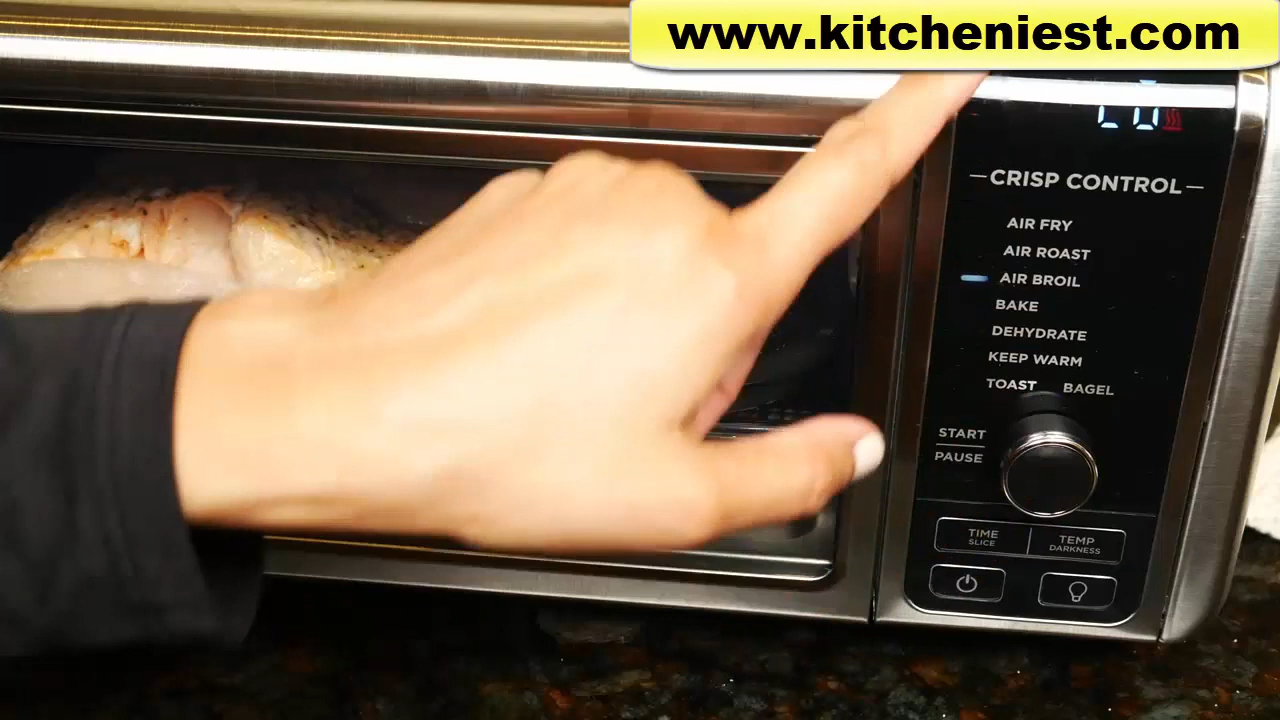 www.kitcheniest.com
CRISP CONTROL
AIR FRY
AIR ROAST
AIR BROIL
BAKE
DEHYDRATE
KEEP WARM
TOAST BAGEL
START
PAUSE
TIME TEMP
SLICE DARKNESS